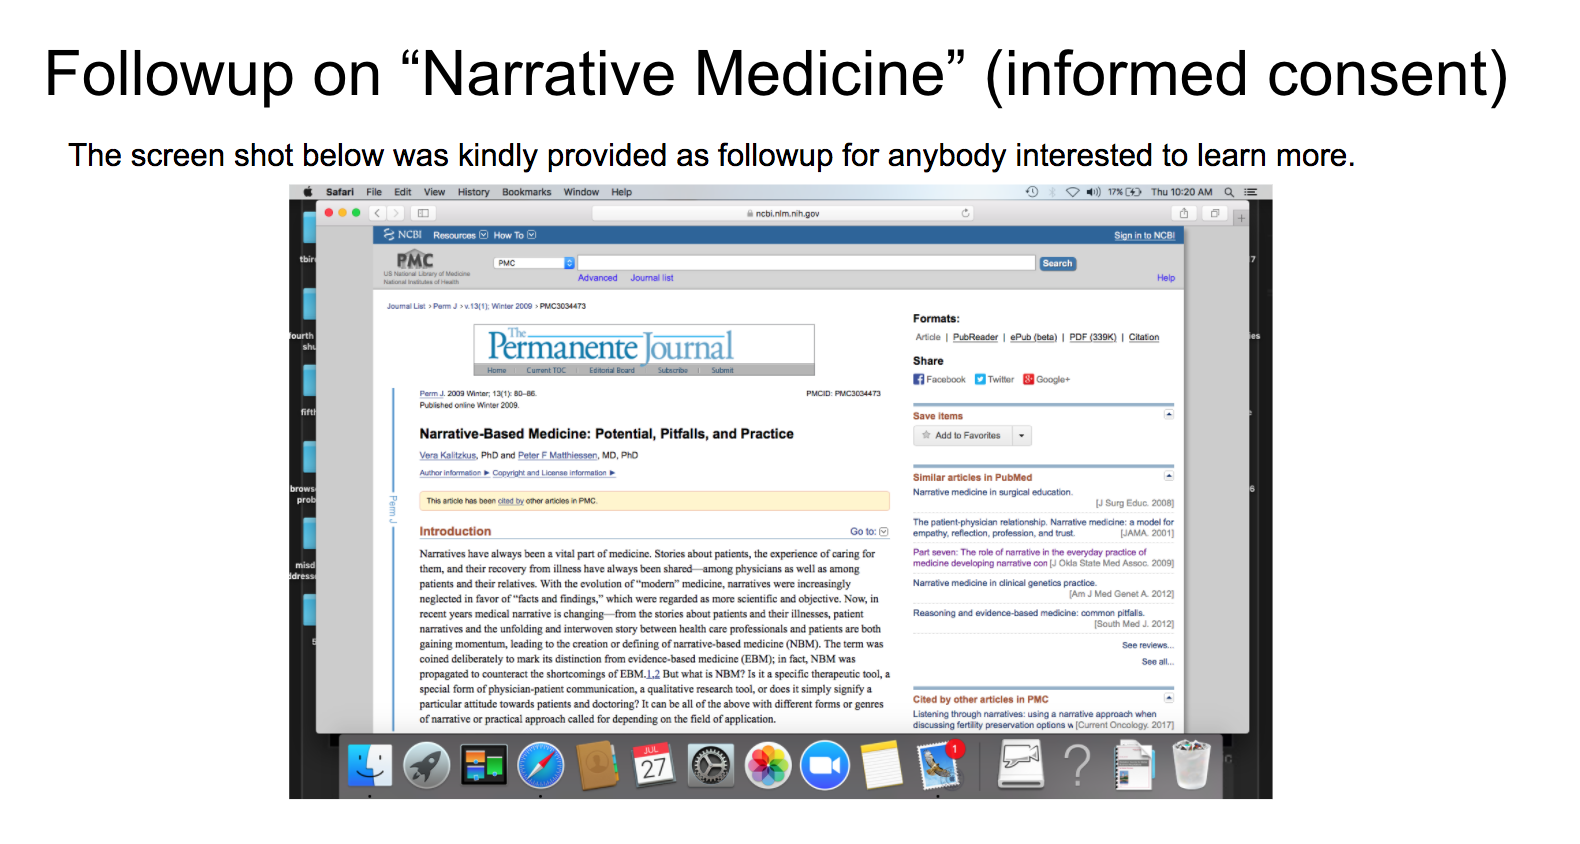 Followup on “Narrative Medicine” (informed consent)
The screen shot below was kindly provided as followup for anybody interested to learn more.
Safari File Edit View History Bookmarks Window Help 17% Thu 10:20 AM
ncbi.nlm.nih.gov
NCBI Resources How To Sign in to NCBI
PMC PMC Search
US National Library of Medicine
National Institutes of Health
Advanced Journal list Help
Journal List > Perm J > v.13(1); Winter 2009 > PMC3034473
The Permanente Journal
Home Current TOC Editorial Board Subscribe Submit
Perm J. 2009 Winter; 13(1): 80–86. PMCID: PMC3034473
Published online Winter 2009.
Narrative-Based Medicine: Potential, Pitfalls, and Practice
Vera Kalitzkus, PhD and Peter F Matthiessen, MD, PhD
Author information ► Copyright and License information ►
This article has been cited by other articles in PMC.
Perm J
Introduction Go to:
Narratives have always been a vital part of medicine. Stories about patients, the experience of caring for
them, and their recovery from illness have always been shared—among physicians as well as among
patients and their relatives. With the evolution of “modern” medicine, narratives were increasingly
neglected in favor of “facts and findings,” which were regarded as more scientific and objective. Now, in
recent years medical narrative is changing—from the stories about patients and their illnesses, patient
narratives and the unfolding and interwoven story between health care professionals and patients are both
gaining momentum, leading to the creation or defining of narrative-based medicine (NBM). The term was
coined deliberately to mark its distinction from evidence-based medicine (EBM); in fact, NBM was
propagated to counteract the shortcomings of EBM.1,2 But what is NBM? Is it a specific therapeutic tool, a
special form of physician-patient communication, a qualitative research tool, or does it simply signify a
particular attitude towards patients and doctoring? It can be all of the above with different forms or genres
of narrative or practical approach called for depending on the field of application.
Formats:
Article | PubReader | ePub (beta) | PDF (339K) | Citation
Share
Facebook Twitter Google+
Save items
Add to Favorites
Similar articles in PubMed
Narrative medicine in surgical education.
[J Surg Educ. 2008]
The patient-physician relationship. Narrative medicine: a model for
empathy, reflection, profession, and trust. [JAMA. 2001]
Part seven: The role of narrative in the everyday practice of
medicine developing narrative con [J Okla State Med Assoc. 2009]
Narrative medicine in clinical genetics practice.
[Am J Med Genet A. 2012]
Reasoning and evidence-based medicine: common pitfalls.
[South Med J. 2012]
See reviews...
See all...
Cited by other articles in PMC
Listening through narratives: using a narrative approach when
discussing fertility preservation options w [Current Oncology. 2017]
tbir
fourth
shu
fifth
brows
prob
misd
ddress
5
7
es
6
JUL
27
1